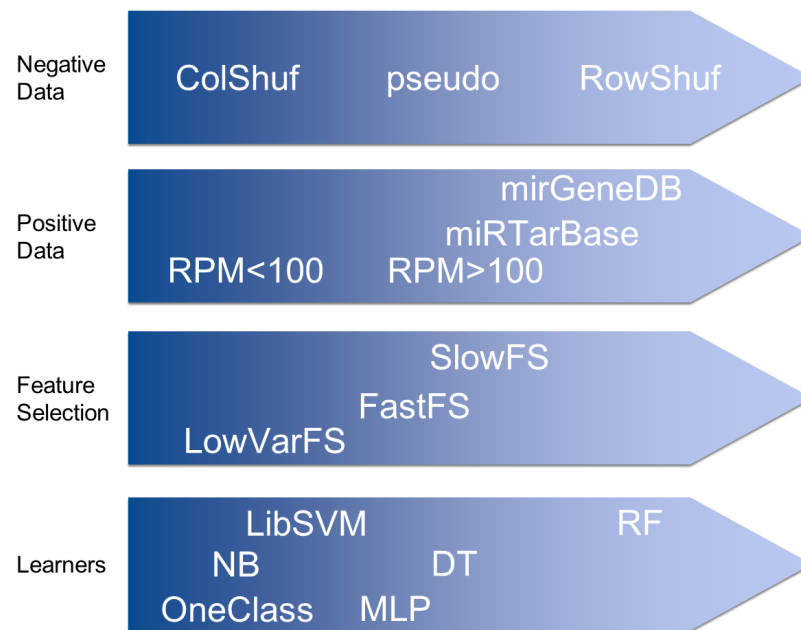 Negative
Data
ColShuf pseudo RowShuf
Positive
Data
mirGeneDB
miRTarBase
RPM<100 RPM>100
Feature
Selection
SlowFS
FastFS
LowVarFS
Learners
LibSVM RF
NB DT
OneClass MLP